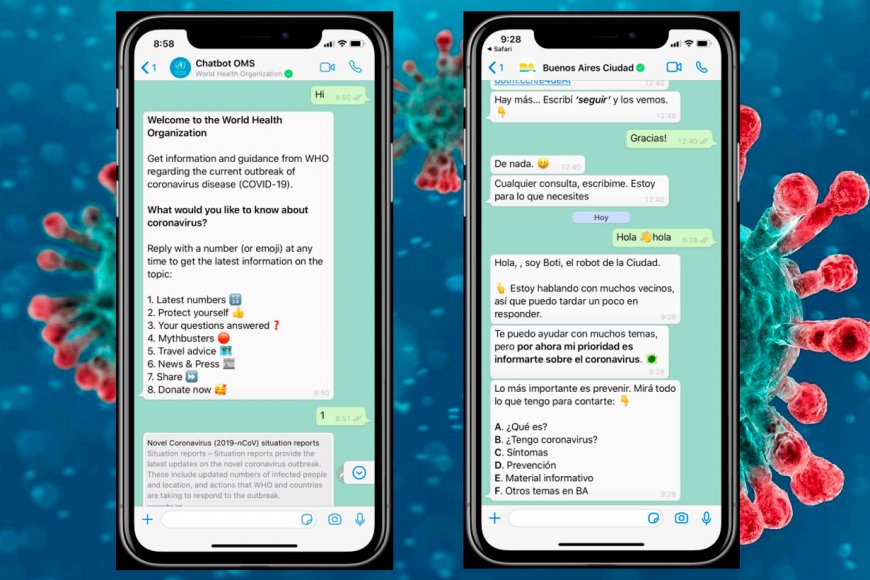 8:58
1
Chatbot OMS
World Health Organization
Hi
8:50
Welcome to the World Health
Organization
Get information and guidance from WHO
regarding the current outbreak of
coronavirus disease (COVID-19).
What would you like to know about
coronavirus?
Reply with a number (or emoji) at any
time to get the latest information on the
topic:
1. Latest numbers 🔢
2. Protect yourself 👍
3. Your questions answered ❓
4. Mythbusters 🔴
5. Travel advice 🗺️
6. News & Press 📰
7. Share ⏩
8. Donate now 🥰
8:50
1
8:51
Novel Coronavirus (2019-nCoV) situation reports
Situation reports – Situation reports provide the
latest updates on the novel coronavirus outbreak.
These include updated numbers of infected people
and location, and actions that WHO and countries
are taking to respond to the outbreak.
9:28
Safari
1
BA
Buenos Aires Ciudad
12:40
Hay más... Escribí ‘seguir’ y los vemos.
👇
12:40
Gracias!
12:40
De nada. 😄
12:40
Cualquier consulta, escribime. Estoy
para lo que necesites
12:40
Hoy
Hola 👋hola
9:28
Hola, , soy Boti, el robot de la Ciudad.
👆 Estoy hablando con muchos vecinos,
así que puedo tardar un poco en
responder.
9:28
Te puedo ayudar con muchos temas,
pero por ahora mi prioridad es
informarte sobre el coronavirus.
9:28
Lo más importante es prevenir. Mirá todo
lo que tengo para contarte: 👇
A. ¿Qué es?
B. ¿Tengo coronavirus?
C. Síntomas
D. Prevención
E. Material informativo
F. Otros temas en BA
9:28